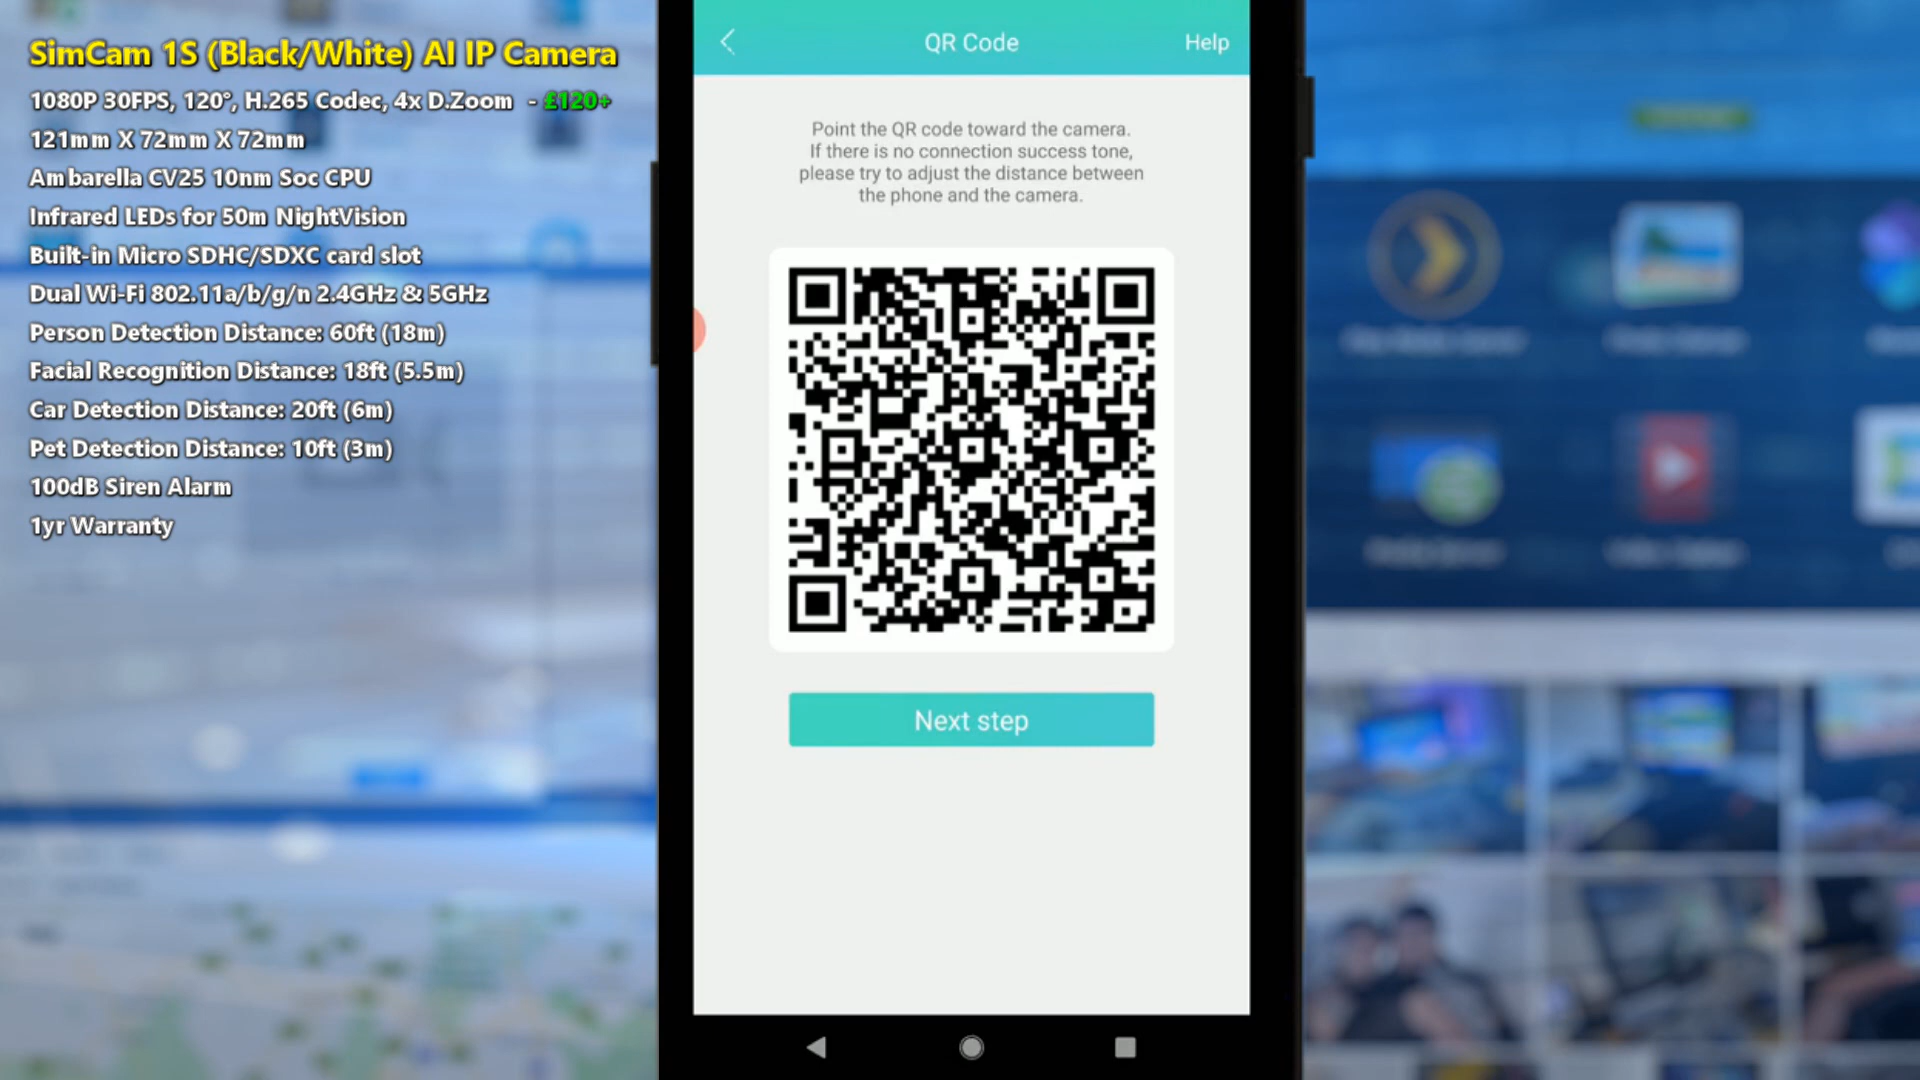 SimCam 1S (Black/White) AI IP Camera
1080P 30FPS, 120°, H.265 Codec, 4x D.Zoom - £120+
121mm X 72mm X 72mm
Ambarella CV25 10nm Soc CPU
Infrared LEDs for 50m NightVision
Built-in Micro SDHC/SDXC card slot
Dual Wi-Fi 802.11a/b/g/n 2.4GHz & 5GHz
Person Detection Distance: 60ft (18m)
Facial Recognition Distance: 18ft (5.5m)
Car Detection Distance: 20ft (6m)
Pet Detection Distance: 10ft (3m)
100dB Siren Alarm
1yr Warranty
QR Code
Help
Point the QR code toward the camera.
If there is no connection success tone,
please try to adjust the distance between
the phone and the camera.
Next step